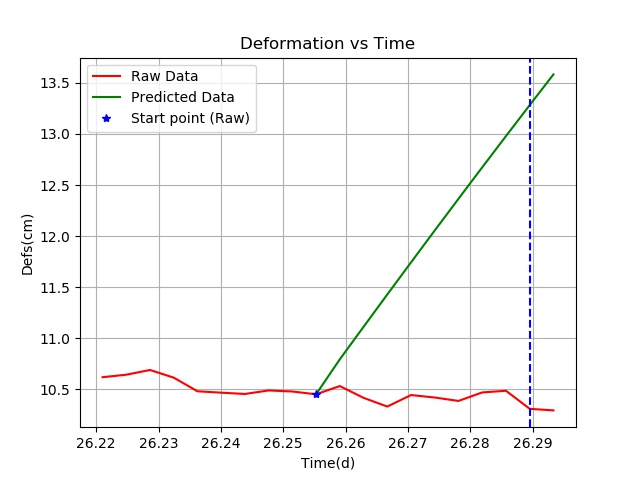 Deformation vs Time
Raw Data
Predicted Data
Start point (Raw)
Defs(cm)
13.5
13.0
12.5
12.0
11.5
11.0
10.5
26.22 26.23 26.24 26.25 26.26 26.27 26.28 26.29
Time(d)